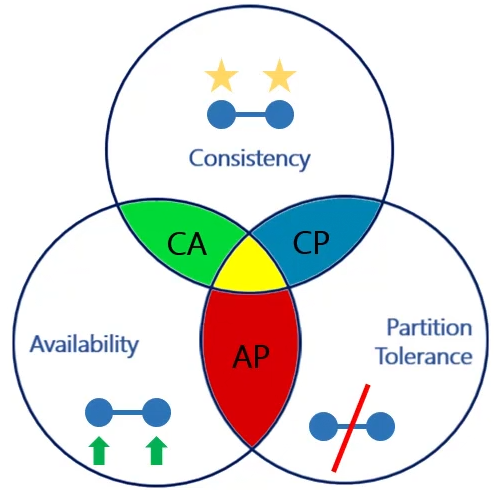 Consistency
CA
CP
Availability
Partition
Tolerance
AP